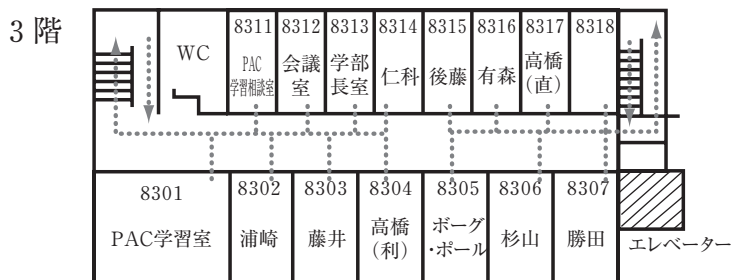 3 階
WC
8311
PAC
学習相談室
8312
会議
室
8313
学部
長室
8314
仁科
8315
後藤
8316
有森
8317
高橋
(直)
8318
8301
PAC学習室
8302
浦崎
8303
藤井
8304
高橋
(利)
8305
ボーグ
・ポール
8306
杉山
8307
勝田
エレベーター